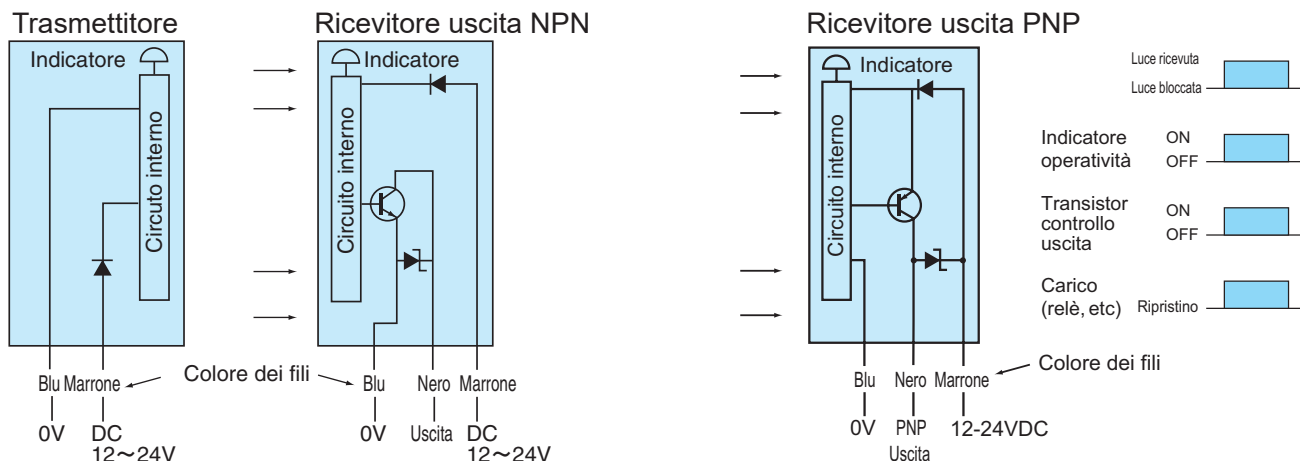 Trasmettitore
Indicatore
Circuito interno
Blu Marrone
0V DC
12～24V
Colore dei fili
Ricevitore uscita NPN
Indicatore
Circuito interno
Blu Nero Marrone
0V Uscita DC
12～24V
Ricevitore uscita PNP
Indicatore
Circuito interno
Blu Nero Marrone
0V PNP 12-24VDC
Uscita
Colore dei fili
Luce ricevuta
Luce bloccata
Indicatore ON
operatività OFF
Transistor ON
controllo OFF
uscita
Carico
(relè, etc) Ripristino